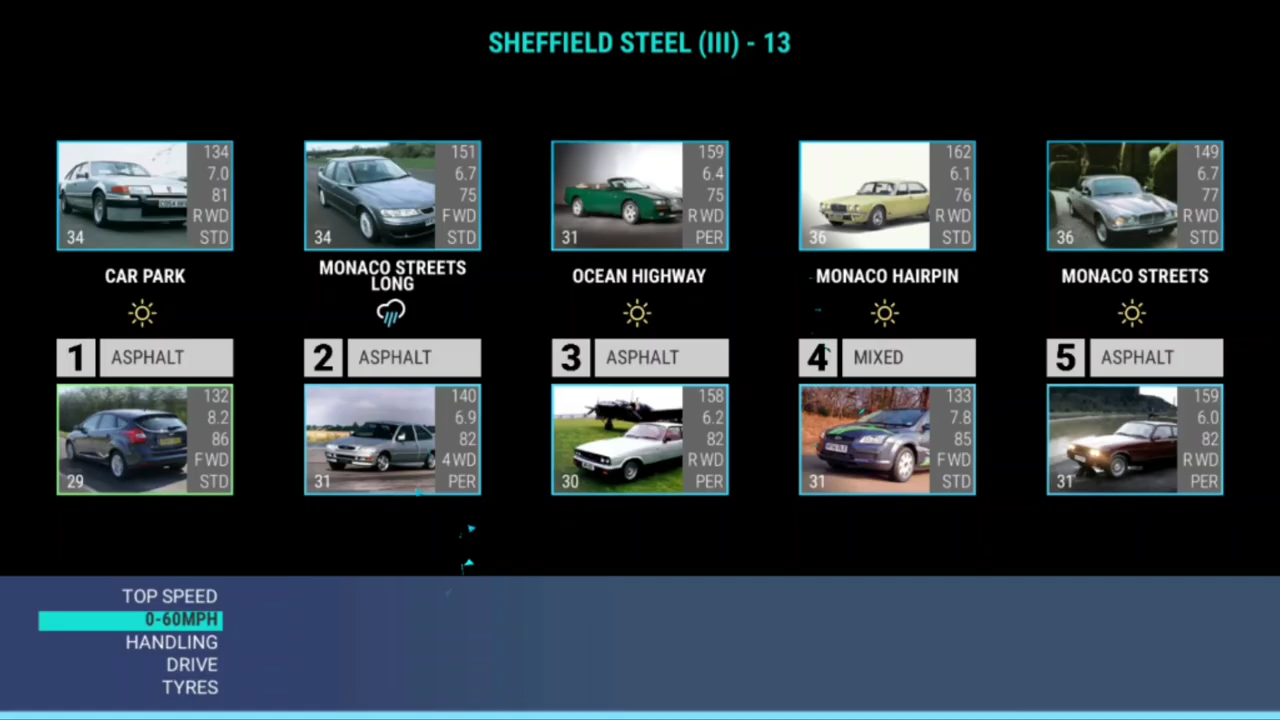 SHEFFIELD STEEL (III) - 13
134
7.0
81
RWD
34 STD
151
6.7
75
FWD
34 STD
159
6.4
75
RWD
31 PER
162
6.1
76
RWD
36 STD
149
6.7
77
RWD
36 STD
CAR PARK
MONACO STREETS
LONG
OCEAN HIGHWAY
MONACO HAIRPIN
MONACO STREETS
1 ASPHALT
2 ASPHALT
3 ASPHALT
4 MIXED
5 ASPHALT
132
8.2
86
FWD
29 STD
140
6.9
82
4WD
31 PER
158
6.2
82
RWD
30 PER
133
7.8
85
FWD
31 STD
159
6.0
82
RWD
31 PER
TOP SPEED
0-60MPH
HANDLING
DRIVE
TYRES